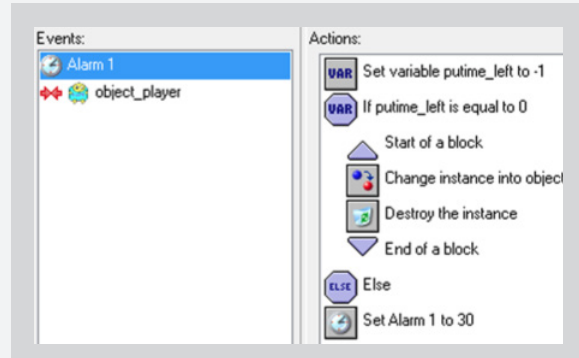 Events:
Alarm 1
object_player
Actions:
VAR Set variable putime_left to -1
VAR If putime_left is equal to 0
Start of a block
Change instance into object
Destroy the instance
End of a block
ELSE Else
Set Alarm 1 to 30